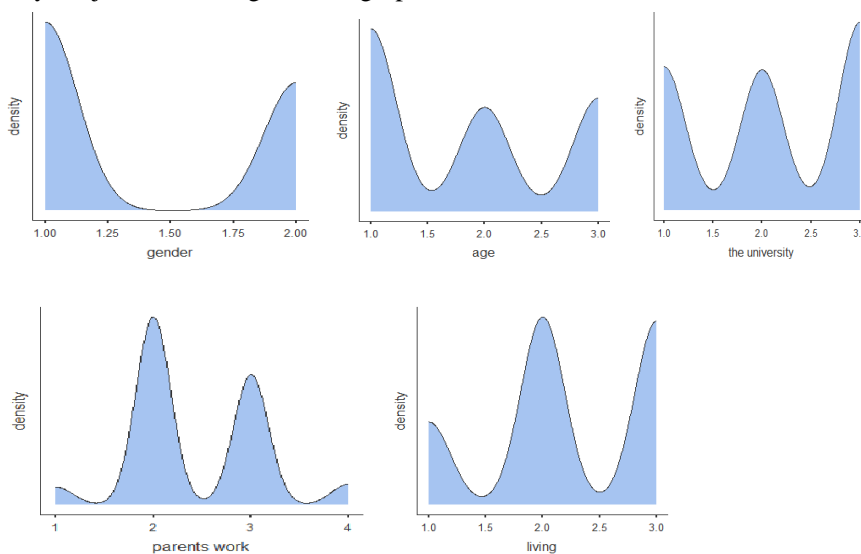 density
1.00 1.25 1.50 1.75 2.00
gender
density
1.0 1.5 2.0 2.5 3.0
age
density
1.0 1.5 2.0 2.5
the university
density
1 2 3 4
parents work
density
1.0 1.5 2.0 2.5 3.0
living